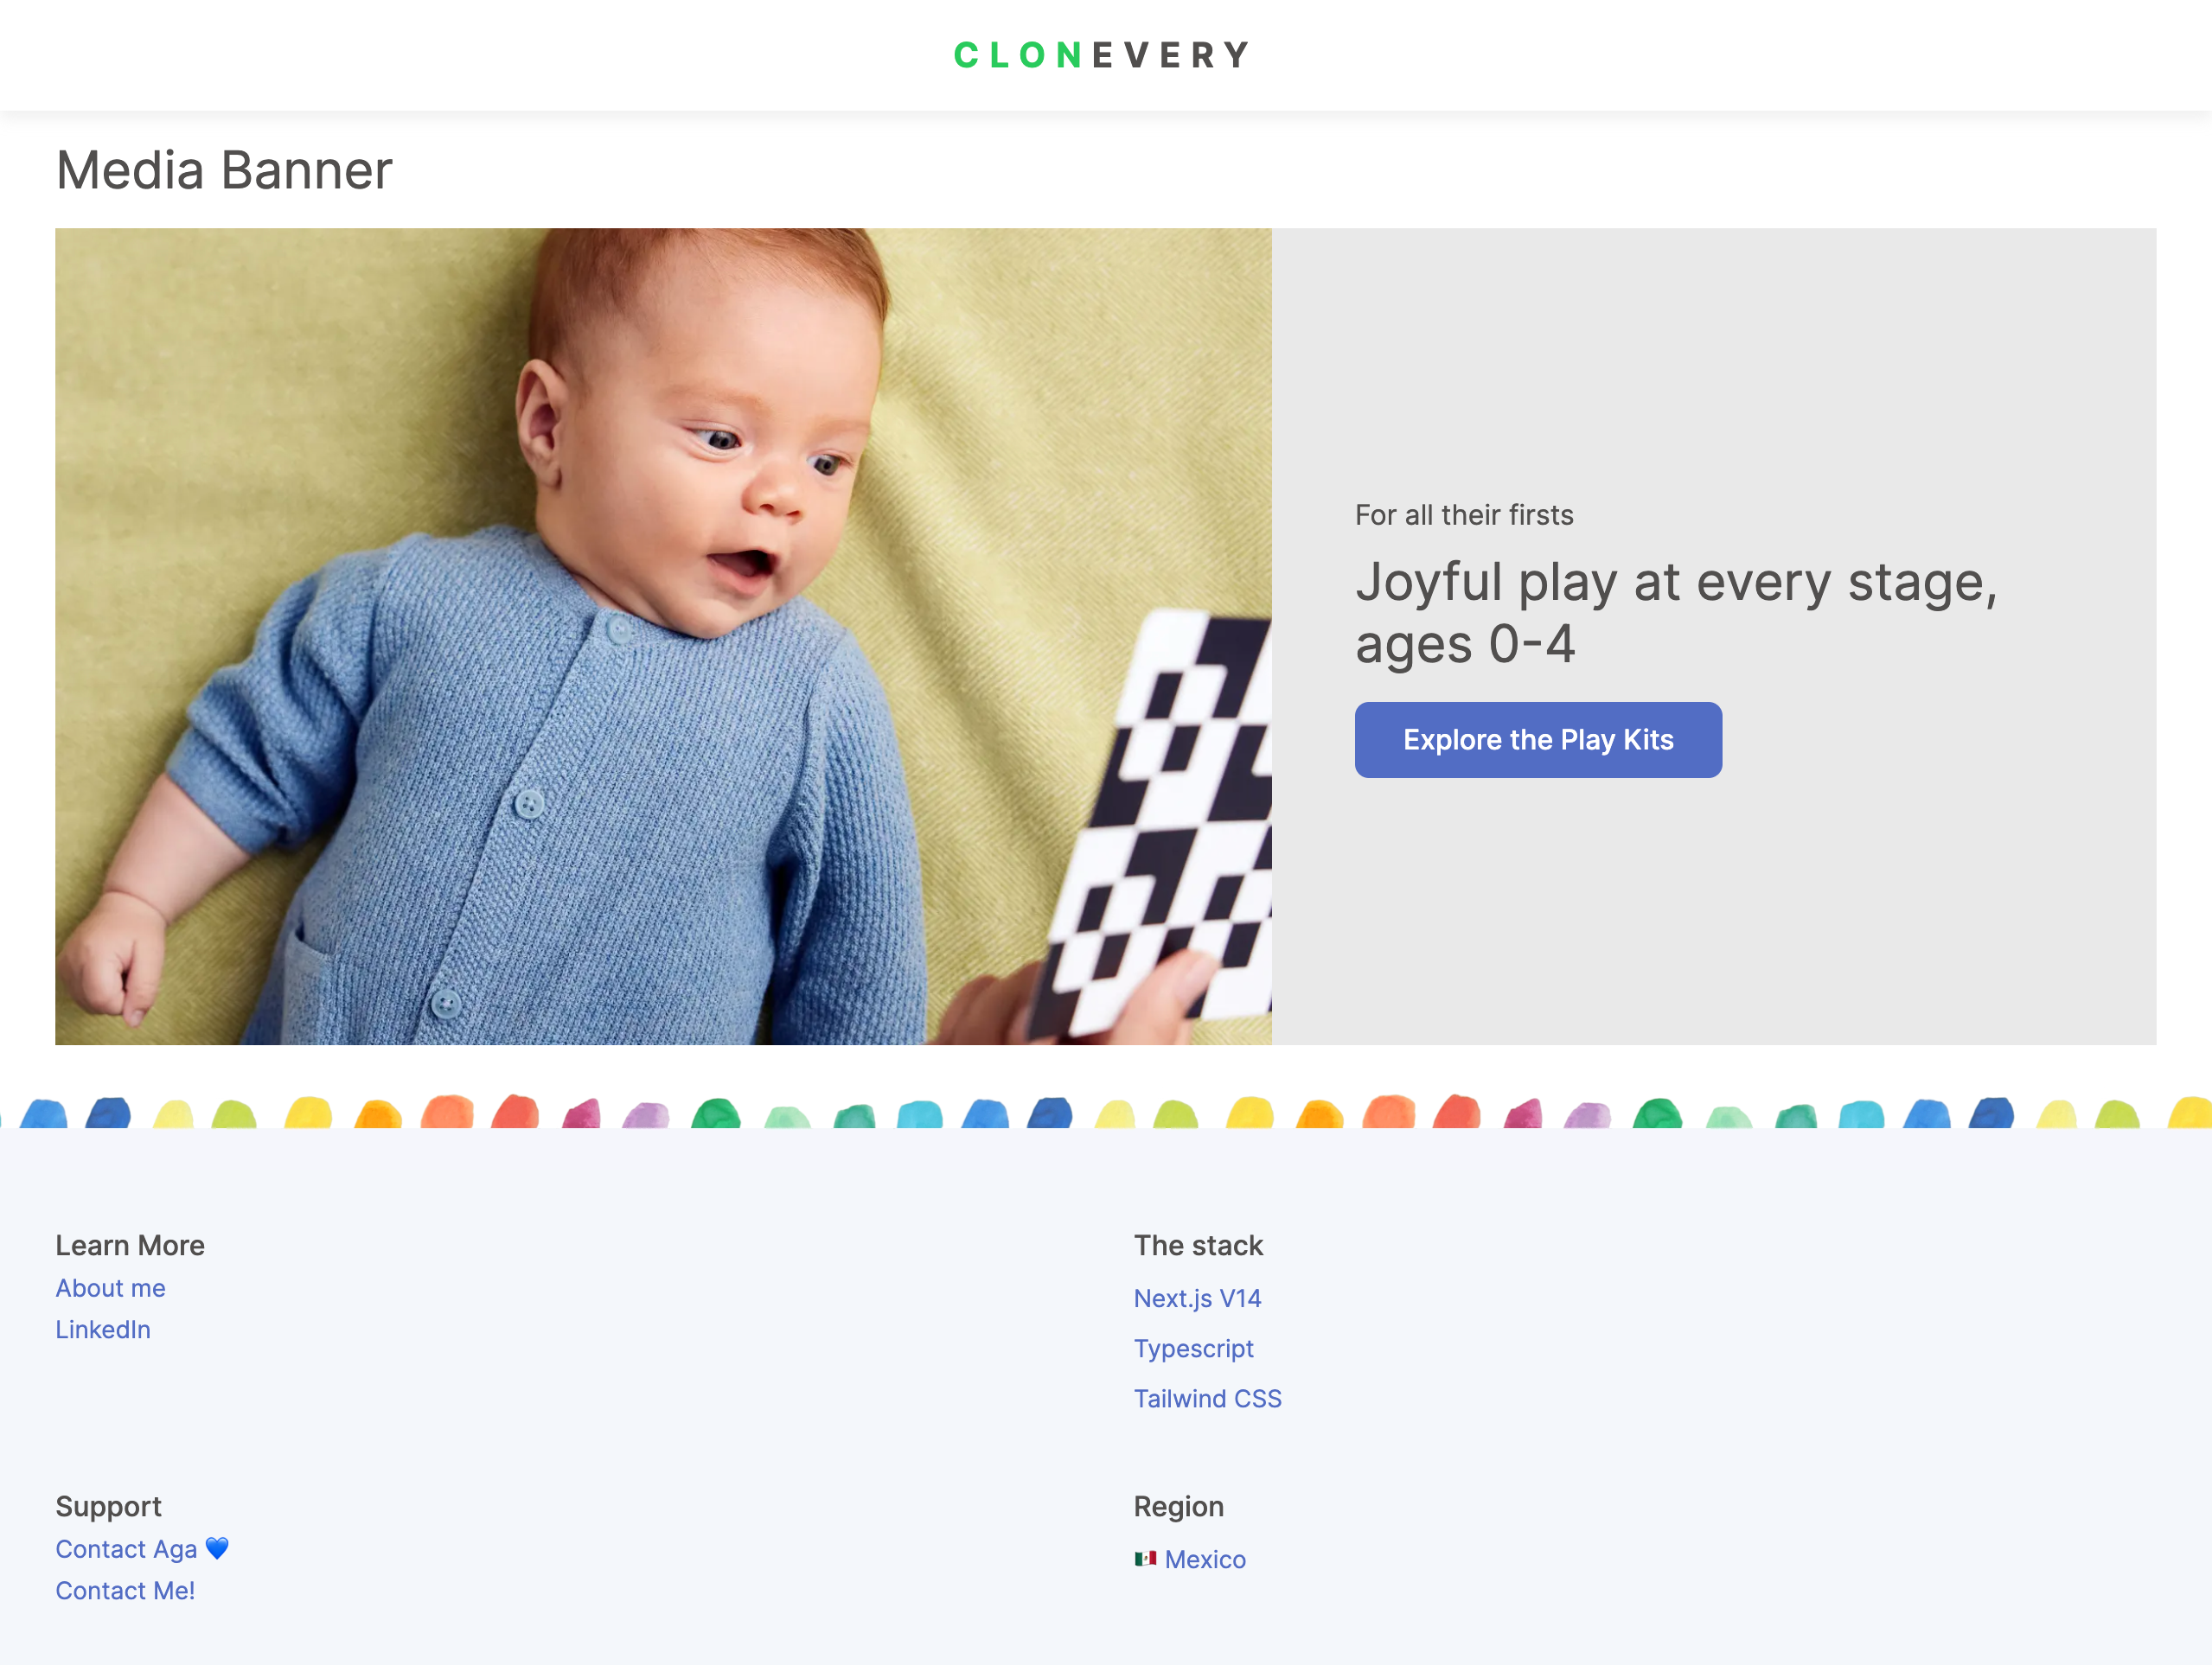 CLONEVERY
Media Banner
For all their firsts
Joyful play at every stage,
ages 0-4
Explore the Play Kits
Learn More
About me
LinkedIn
The stack
Next.js V14
Typescript
Tailwind CSS
Support
Contact Aga 💙
Contact Me!
Region
🇲🇽 Mexico